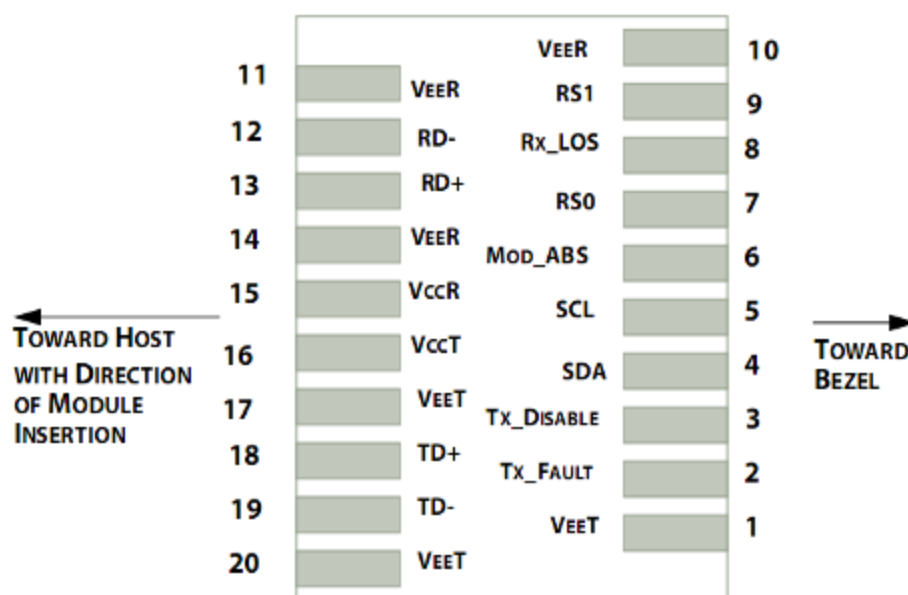 11 VEER
12 RD-
13 RD+
14 VEER
15 VCCR
16 VCCT
17 VEET
18 TD+
19 TD-
20 VEET
VEER 10
RS1 9
RX_LOS 8
RS0 7
MOD_ABS 6
SCL 5
SDA 4
TX_DISABLE 3
TX_FAULT 2
VEET 1
TOWARD HOST
WITH DIRECTION
OF MODULE
INSERTION
TOWARD
BEZEL